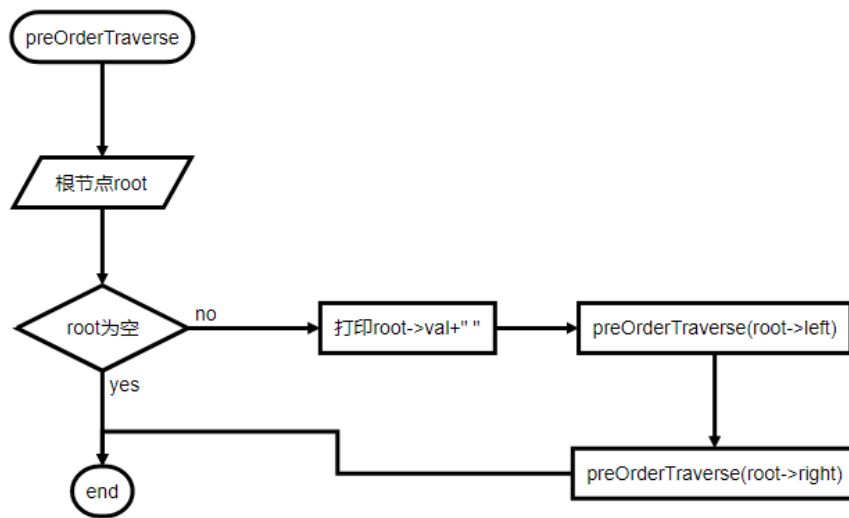 preOrderTraverse
根节点root
root为空
no
打印root->val+" "
preOrderTraverse(root->left)
yes
preOrderTraverse(root->right)
end